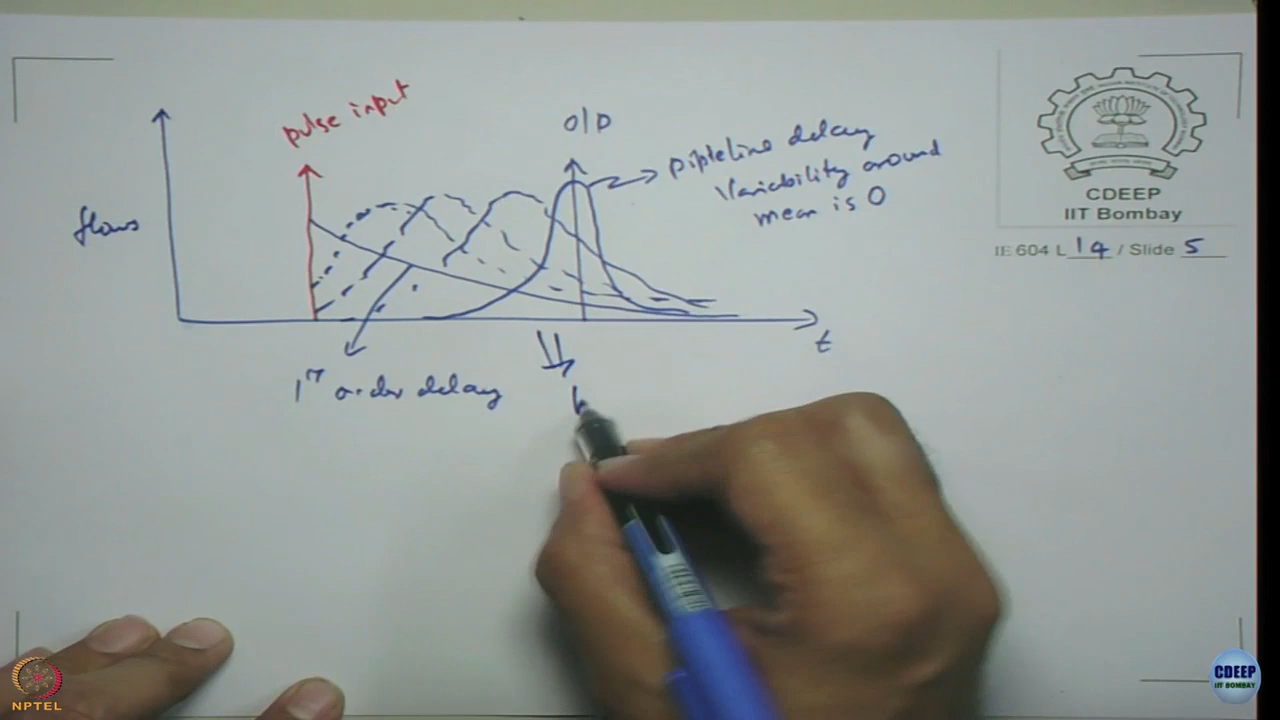 pulse input
O/P
pipleline delay
Variability around
mean is 0
flows
t
1st order delay
CDEEP
IIT Bombay
IE 604 L 14 / Slide 5
NPTEL
CDEEP
IIT BOMBAY